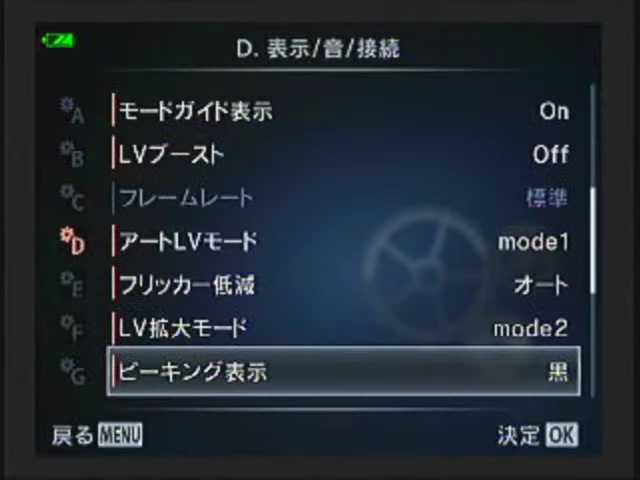 D. 表示/音/接続
A モードガイド表示 On
B LVブースト Off
C フレームレート 標準
D アートLVモード mode1
E フリッカー低減 オート
F LV拡大モード mode2
G ピーキング表示 黒
戻る MENU 決定 OK